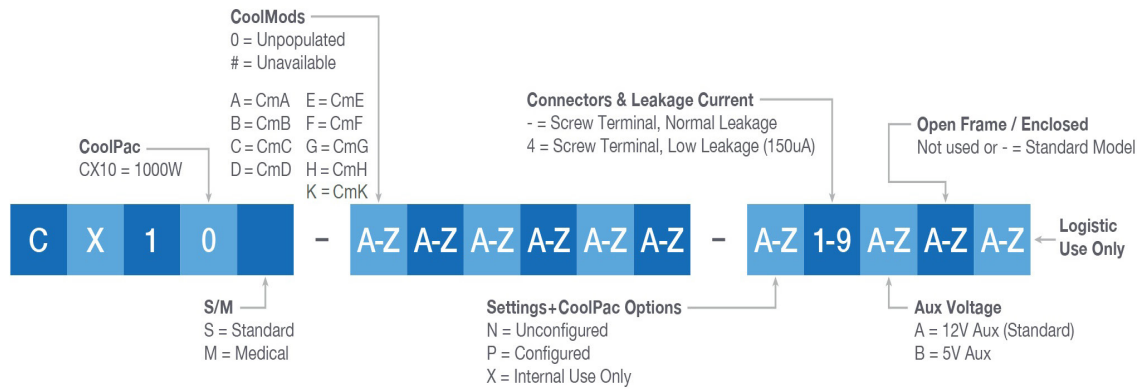 CoolMods
0 = Unpopulated
# = Unavailable
A = CmA E = CmE
B = CmB F = CmF
C = CmC G = CmG
D = CmD H = CmH
K = CmK
CoolPac
CX10 = 1000W
Connectors & Leakage Current
- = Screw Terminal, Normal Leakage
4 = Screw Terminal, Low Leakage (150uA)
Open Frame / Enclosed
Not used or - = Standard Model
C X 1 0 - A-Z A-Z A-Z A-Z A-Z A-Z - A-Z 1-9 A-Z A-Z A-Z
Logistic
Use Only
S/M
S = Standard
M = Medical
Settings+CoolPac Options
N = Unconfigured
P = Configured
X = Internal Use Only
Aux Voltage
A = 12V Aux (Standard)
B = 5V Aux